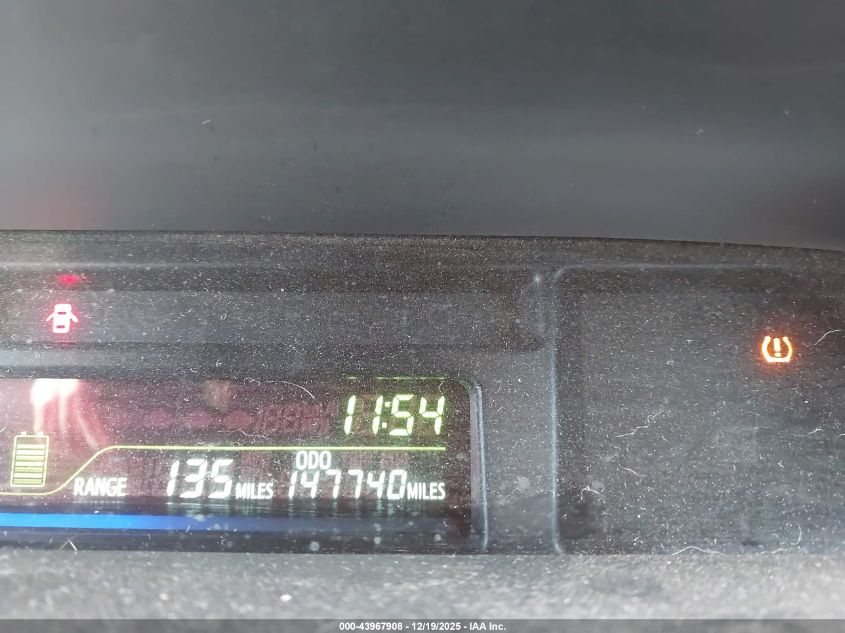 11:54
ODO
RANGE 135 MILES 147740 MILES
000-43967908 - 12/19/2025 - IAA Inc.